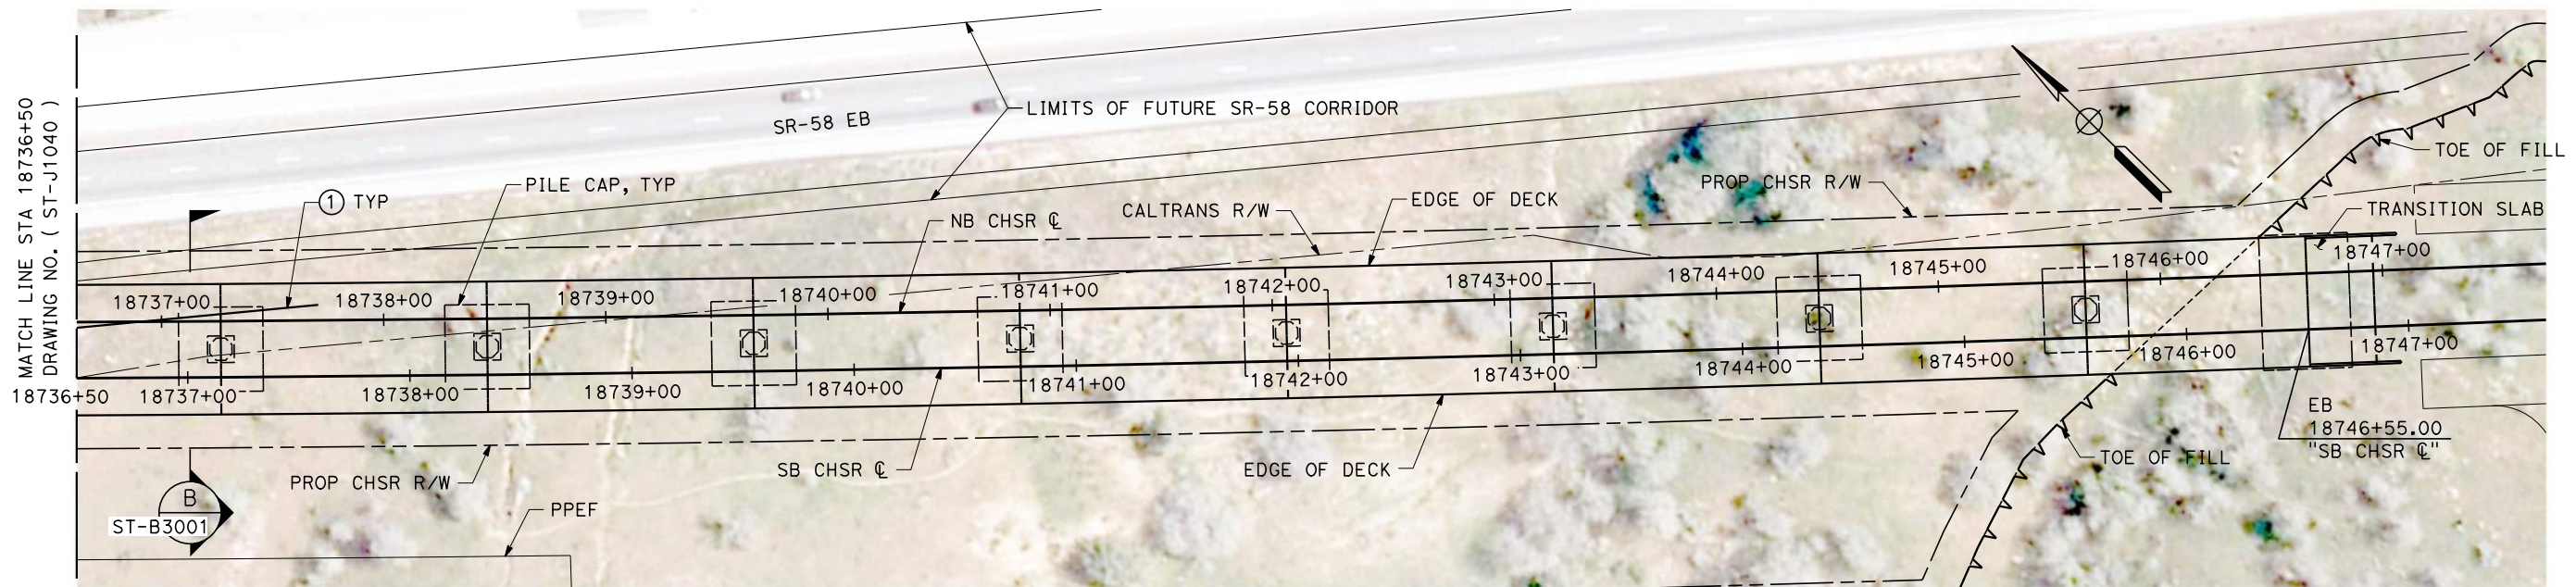 MATCH LINE STA 18736+50
DRAWING NO. ( ST-J1040 )
SR-58 EB
LIMITS OF FUTURE SR-58 CORRIDOR
TOE OF FILL
1 TYP
PILE CAP, TYP
PROP CHSR R/W
EDGE OF DECK
CALTRANS R/W
NB CHSR ℄
TRANSITION SLAB
18737+00
18738+00
18739+00
18740+00
18741+00
18742+00
18743+00
18744+00
18745+00
18746+00
18747+00
18736+50
18737+00
18738+00
18739+00
18740+00
18741+00
18742+00
18743+00
18744+00
18745+00
18746+00
18747+00
EB
18746+55.00
"SB CHSR ℄"
PROP CHSR R/W
SB CHSR ℄
EDGE OF DECK
TOE OF FILL
B
ST-B3001
PPEF